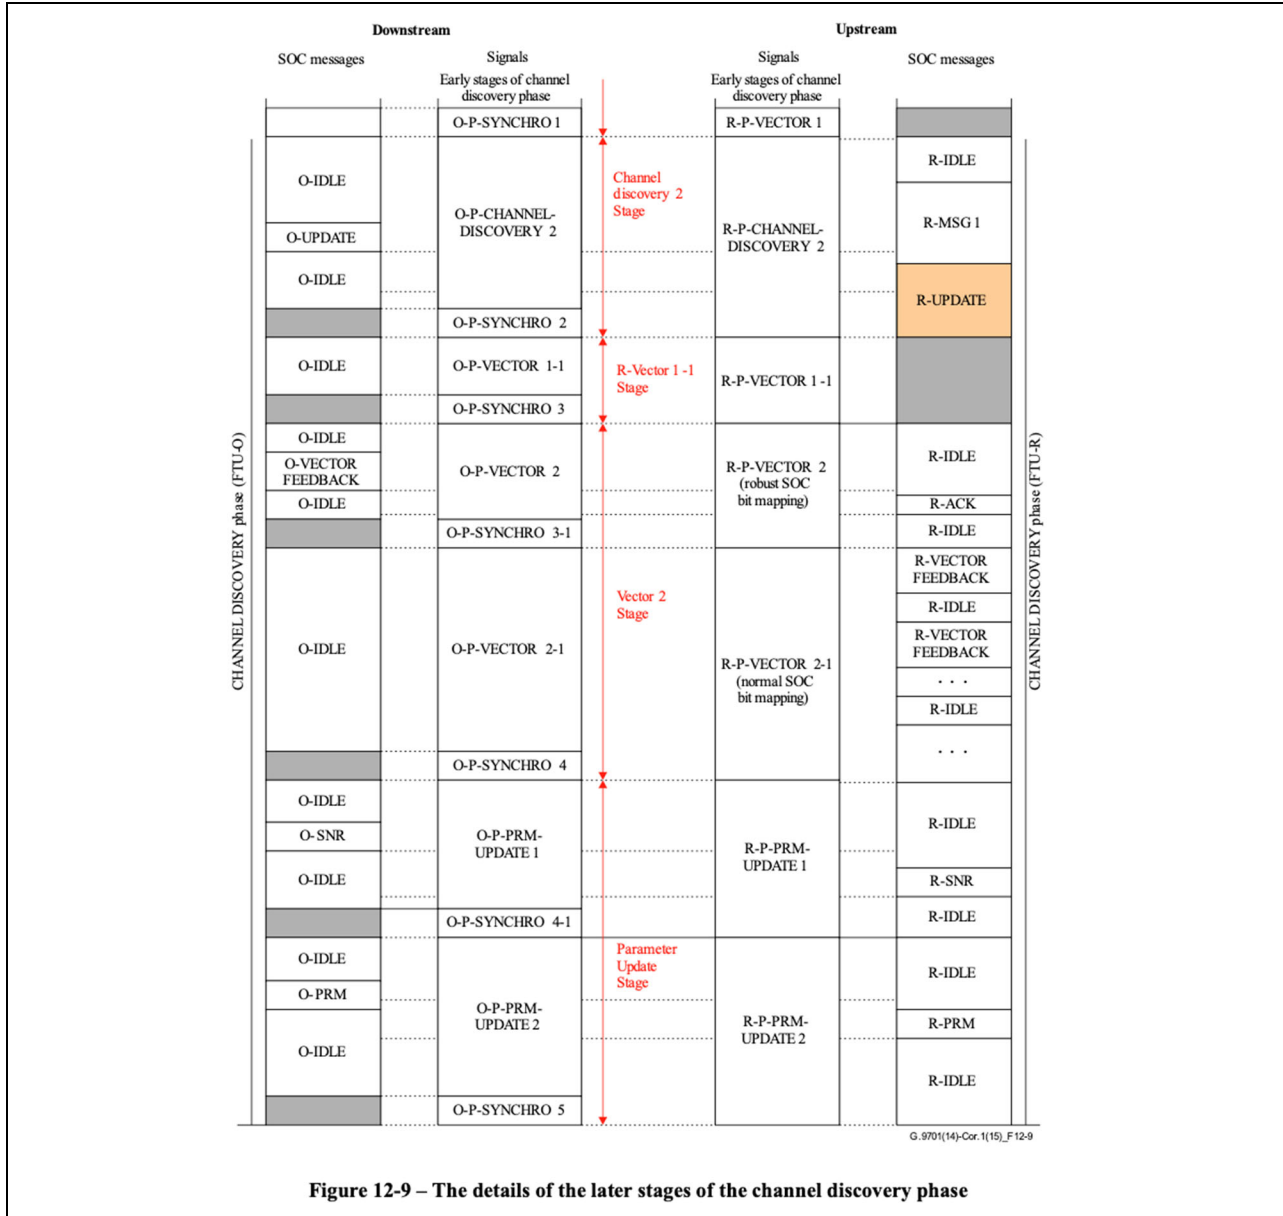 Downstream
Upstream
SOC messages
Signals
Signals
SOC messages
Early stages of channel
discovery phase
Early stages of channel
discovery phase
O-P-SYNCHRO 1
R-P-VECTOR 1
O-IDLE
O-UPDATE
O-IDLE
O-P-CHANNEL-
DISCOVERY 2
O-P-SYNCHRO 2
Channel
discovery 2
Stage
R-P-CHANNEL-
DISCOVERY 2
R-IDLE
R-MSG 1
R-UPDATE
O-IDLE
O-P-VECTOR 1-1
O-P-SYNCHRO 3
R-Vector 1 -1
Stage
R-P-VECTOR 1 -1
O-IDLE
O-VECTOR
FEEDBACK
O-IDLE
O-P-VECTOR 2
O-P-SYNCHRO 3-1
R-P-VECTOR 2
(robust SOC
bit mapping)
R-IDLE
R-ACK
R-IDLE
O-IDLE
O-P-VECTOR 2-1
O-P-SYNCHRO 4
Vector 2
Stage
R-P-VECTOR 2-1
(normal SOC
bit mapping)
R-VECTOR
FEEDBACK
R-IDLE
R-VECTOR
FEEDBACK
. . .
R-IDLE
. . .
O-IDLE
O-SNR
O-IDLE
O-P-PRM-
UPDATE 1
O-P-SYNCHRO 4-1
R-P-PRM-
UPDATE 1
R-IDLE
R-SNR
R-IDLE
O-IDLE
O-PRM
O-IDLE
O-P-PRM-
UPDATE 2
O-P-SYNCHRO 5
Parameter
Update
Stage
R-P-PRM-
UPDATE 2
R-IDLE
R-PRM
R-IDLE
CHANNEL DISCOVERY phase (FTU-O)
CHANNEL DISCOVERY phase (FTU-R)
G.9701(14)-Cor.1(15)_F12-9
Figure 12-9 – The details of the later stages of the channel discovery phase